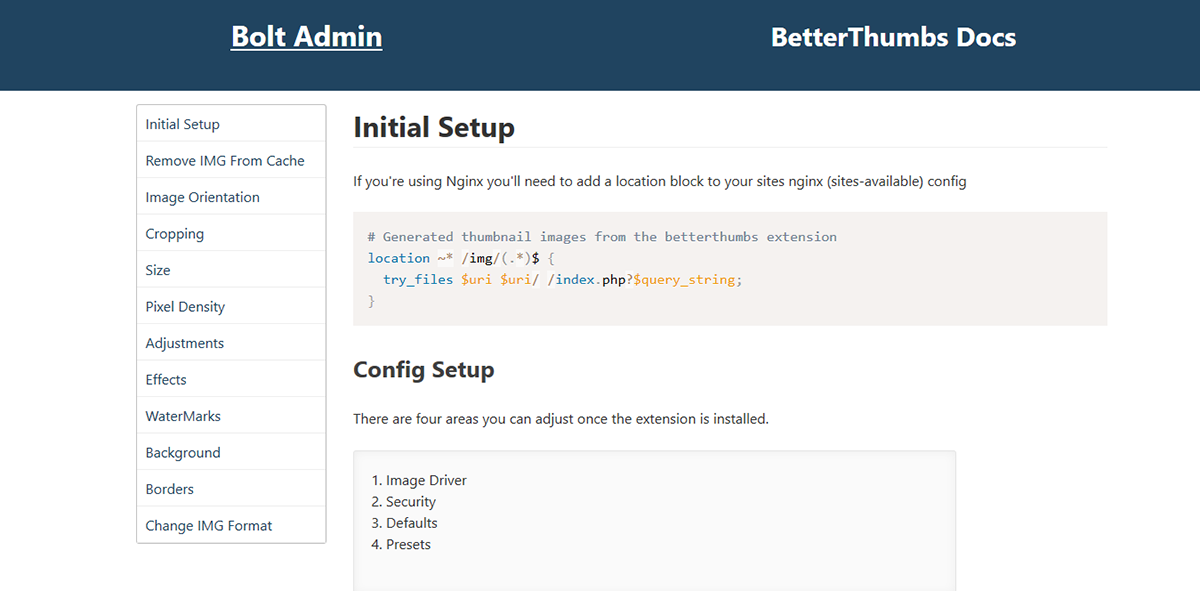 Bolt Admin
BetterThumbs Docs
Initial Setup
Remove IMG From Cache
Image Orientation
Cropping
Size
Pixel Density
Adjustments
Effects
WaterMarks
Background
Borders
Change IMG Format
Initial Setup
If you're using Nginx you'll need to add a location block to your sites nginx (sites-available) config
# Generated thumbnail images from the betterthumbs extension
location ~* /img/(.*)$ {
  try_files $uri $uri/ /index.php?$query_string;
}
Config Setup
There are four areas you can adjust once the extension is installed.
1. Image Driver
2. Security
3. Defaults
4. Presets